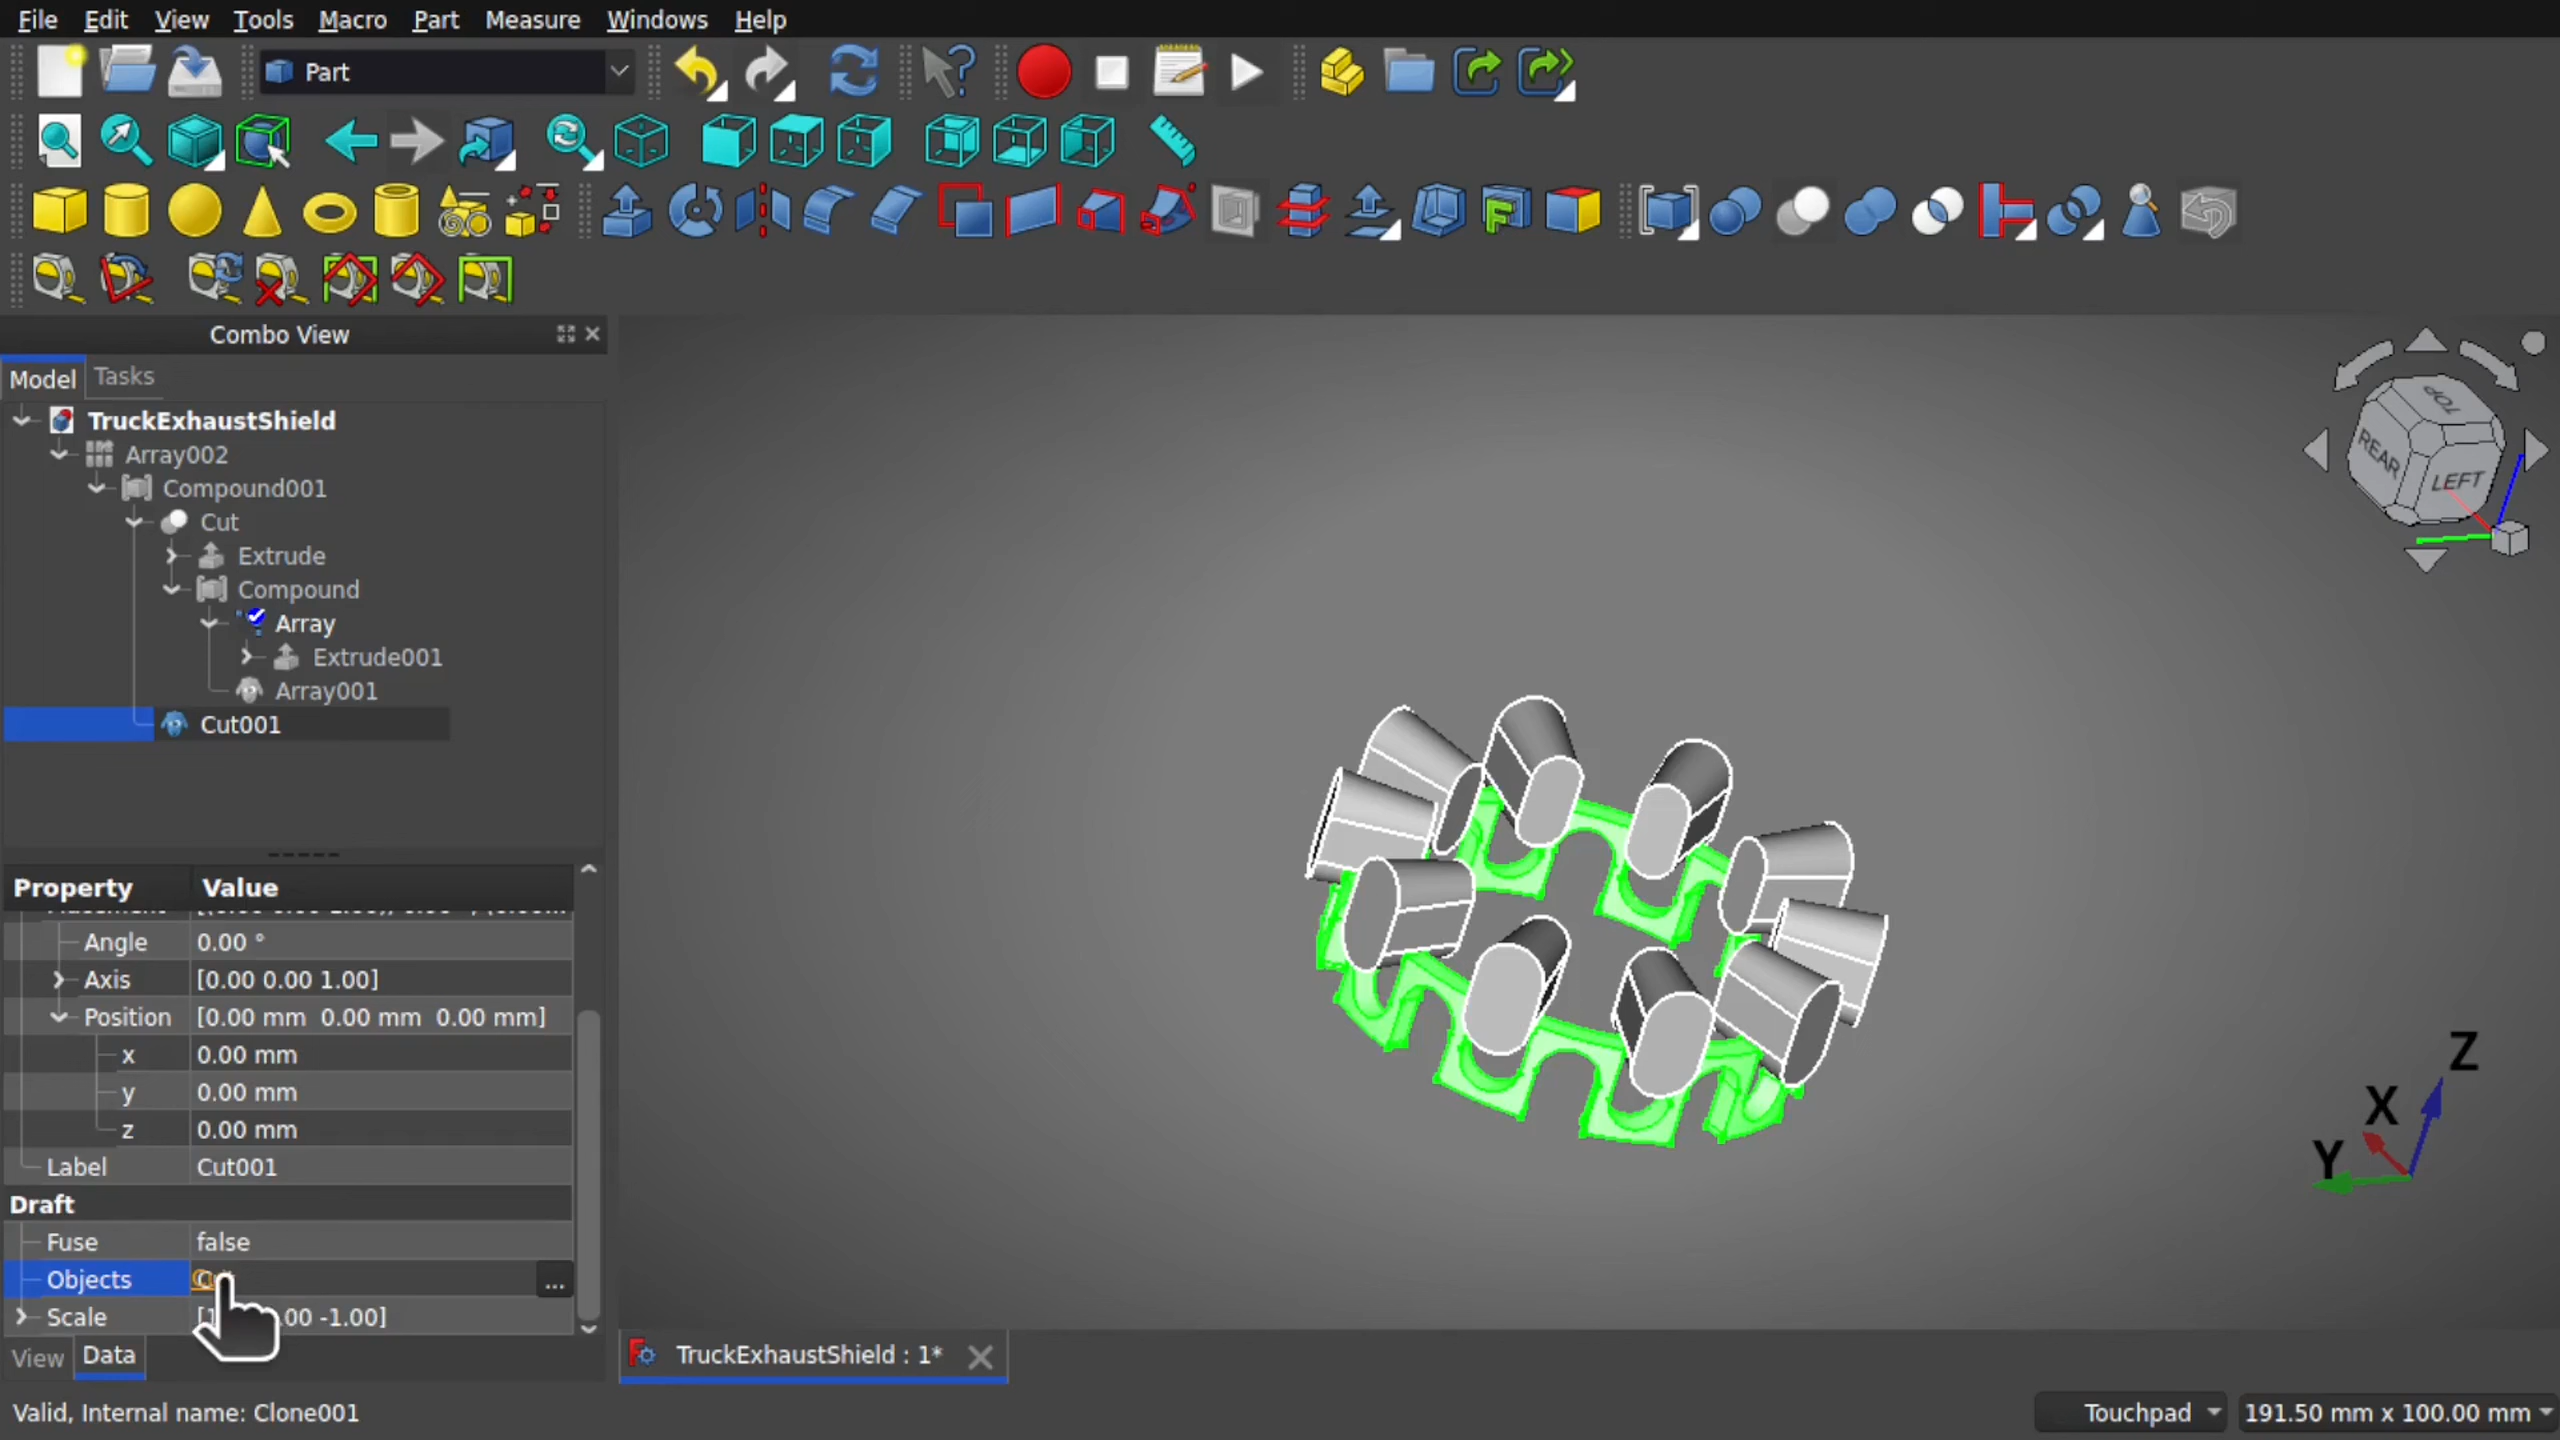 File Edit View Tools Macro Part Measure Windows Help
Part
Combo View
Model Tasks
TruckExhaustShield
Array002
Compound001
Cut
Extrude
Compound
Array
Extrude001
Array001
Cut001
Property Value
Angle 0.00 °
Axis [0.00 0.00 1.00]
Position [0.00 mm 0.00 mm 0.00 mm]
x 0.00 mm
y 0.00 mm
z 0.00 mm
Label Cut001
Draft
Fuse false
Objects ...
Scale .00 -1.00]
View Data
Valid, Internal name: Clone001
TOP
REAR
LEFT
Z
X
Y
TruckExhaustShield : 1*
Touchpad 191.50 mm x 100.00 mm